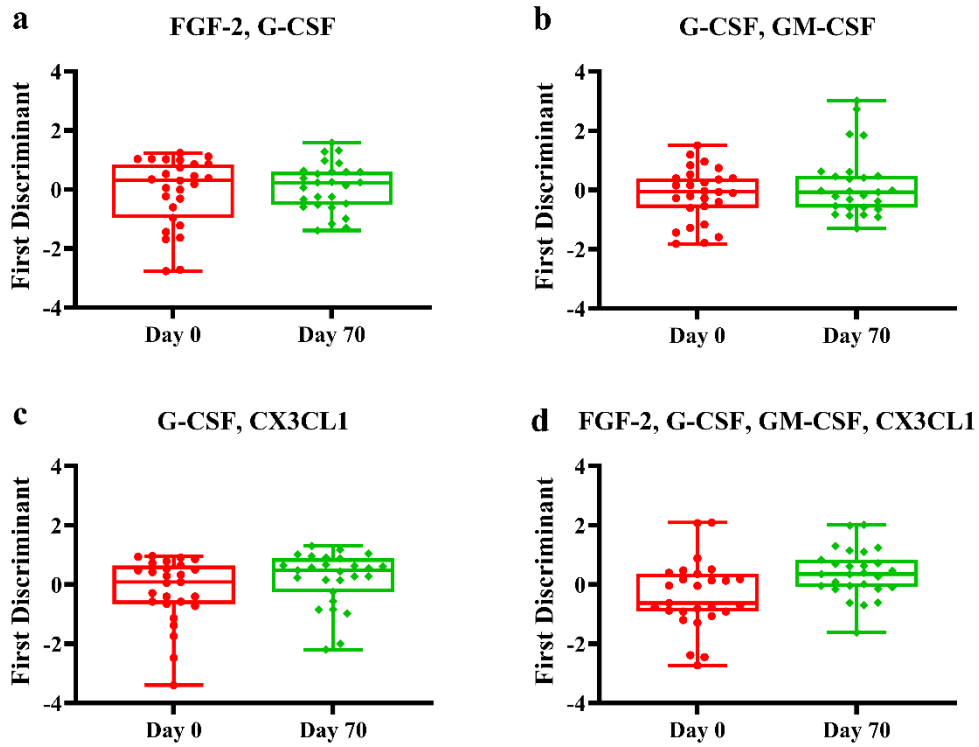 a
FGF-2, G-CSF
First Discriminant
4
2
0
-2
-4
Day 0
Day 70
b
G-CSF, GM-CSF
First Discriminant
4
2
0
-2
-4
Day 0
Day 70
c
G-CSF, CX3CL1
First Discriminant
4
2
0
-2
-4
Day 0
Day 70
d
FGF-2, G-CSF, GM-CSF, CX3CL1
First Discriminant
4
2
0
-2
-4
Day 0
Day 70